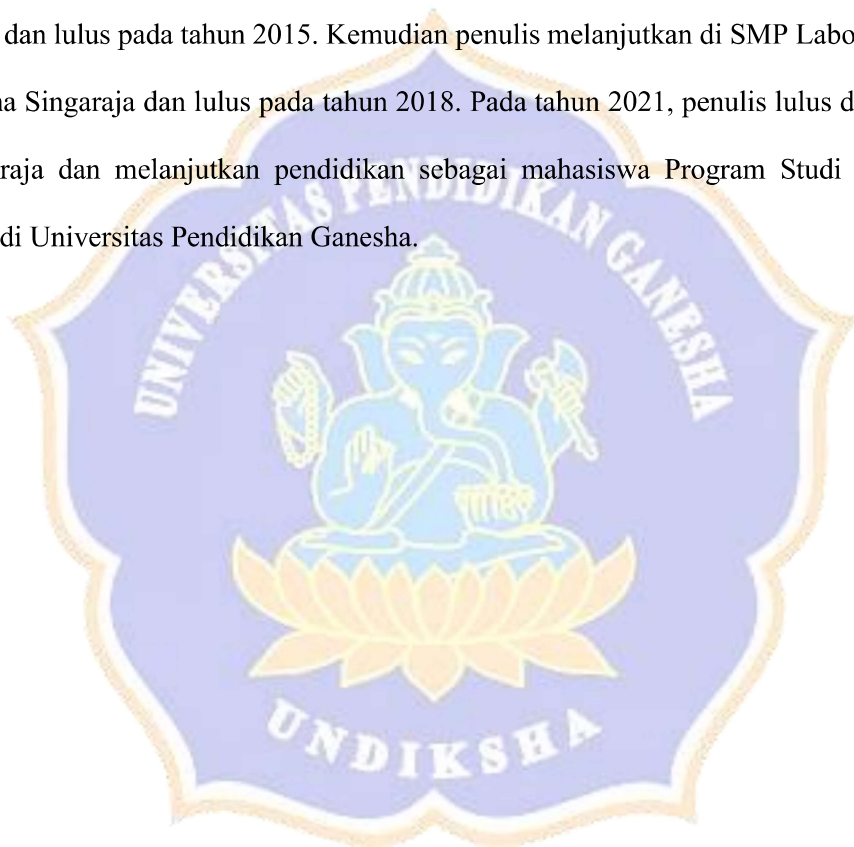 dan lulus pada tahun 2015. Kemudian penulis melanjutkan di SMP Labo
na Singaraja dan lulus pada tahun 2018. Pada tahun 2021, penulis lulus d
raja dan melanjutkan pendidikan sebagai mahasiswa Program Studi
di Universitas Pendidikan Ganesha.
UNIVERSITAS PENDIDIKAN GANESHA
UNDIKSHA